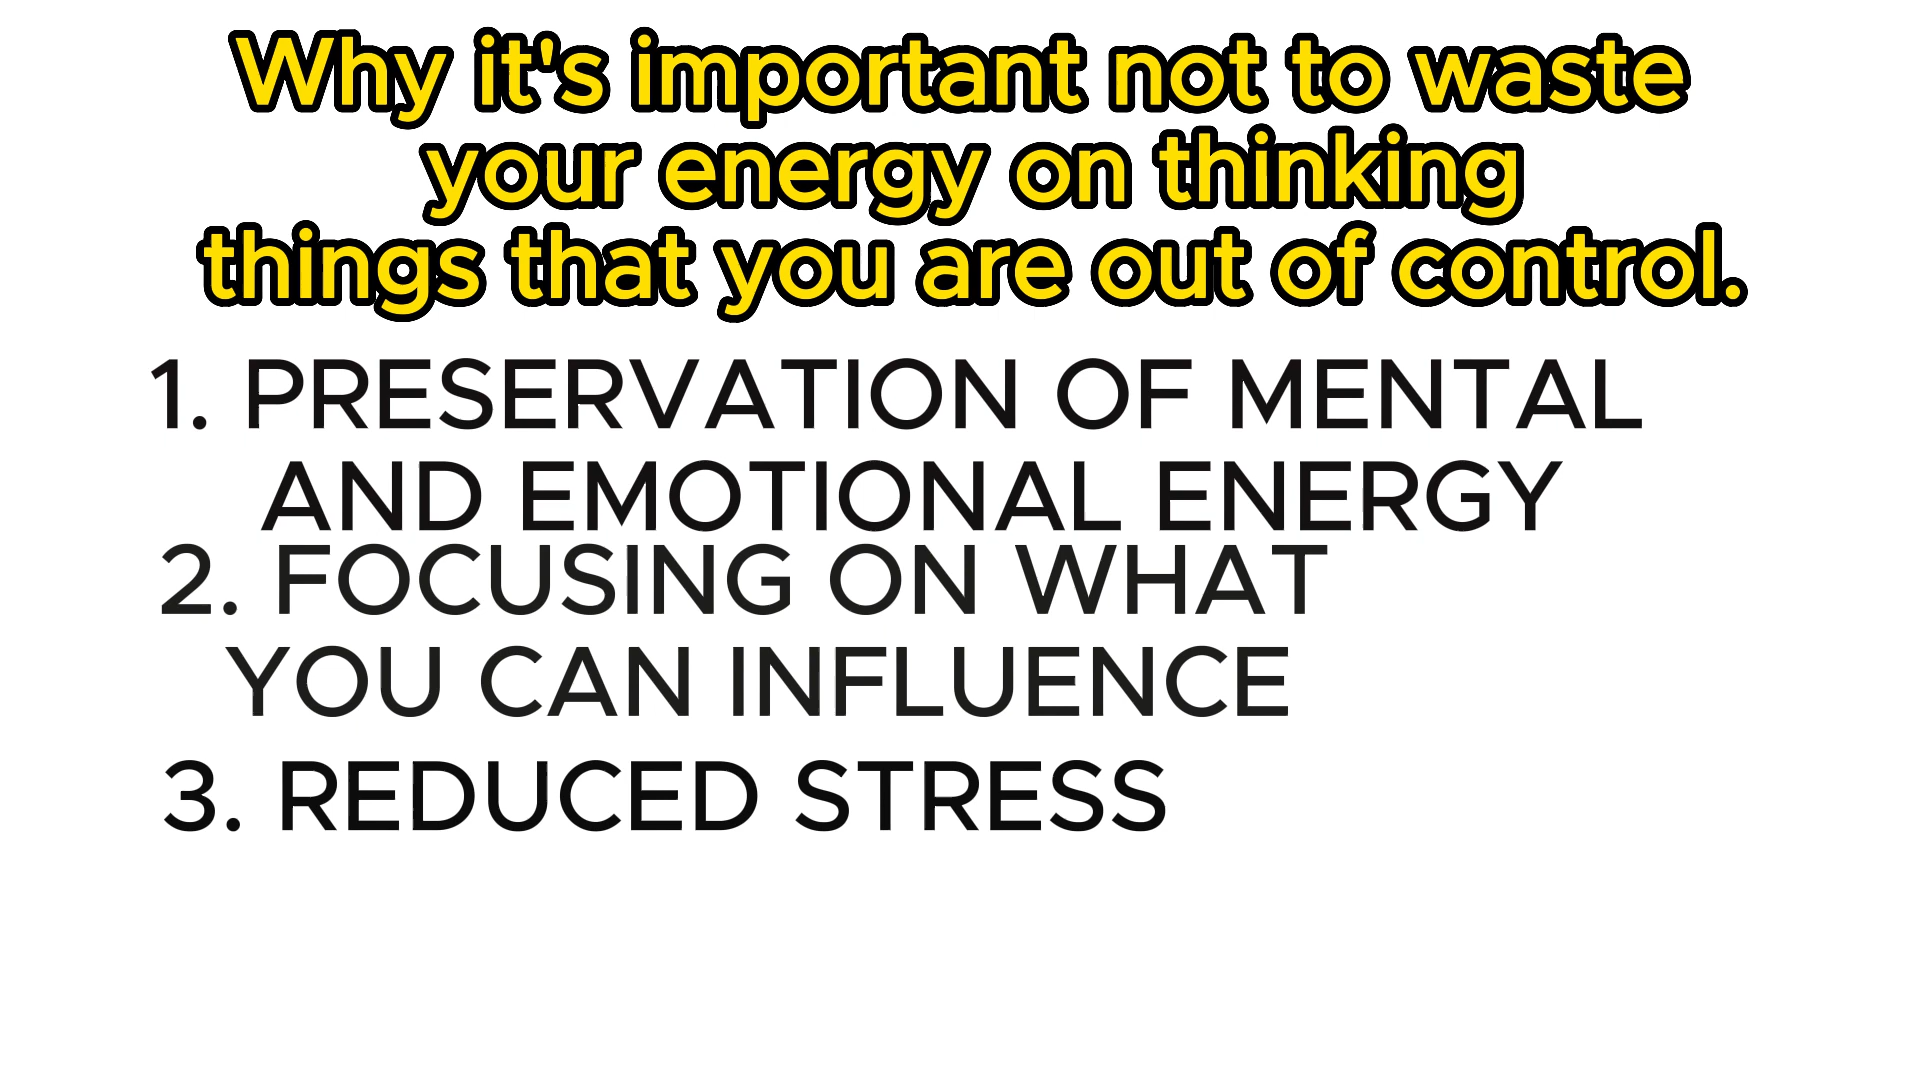 Why it's important not to waste
your energy on thinking
things that you are out of control.
1. PRESERVATION OF MENTAL
AND EMOTIONAL ENERGY
2. FOCUSING ON WHAT
YOU CAN INFLUENCE
3. REDUCED STRESS